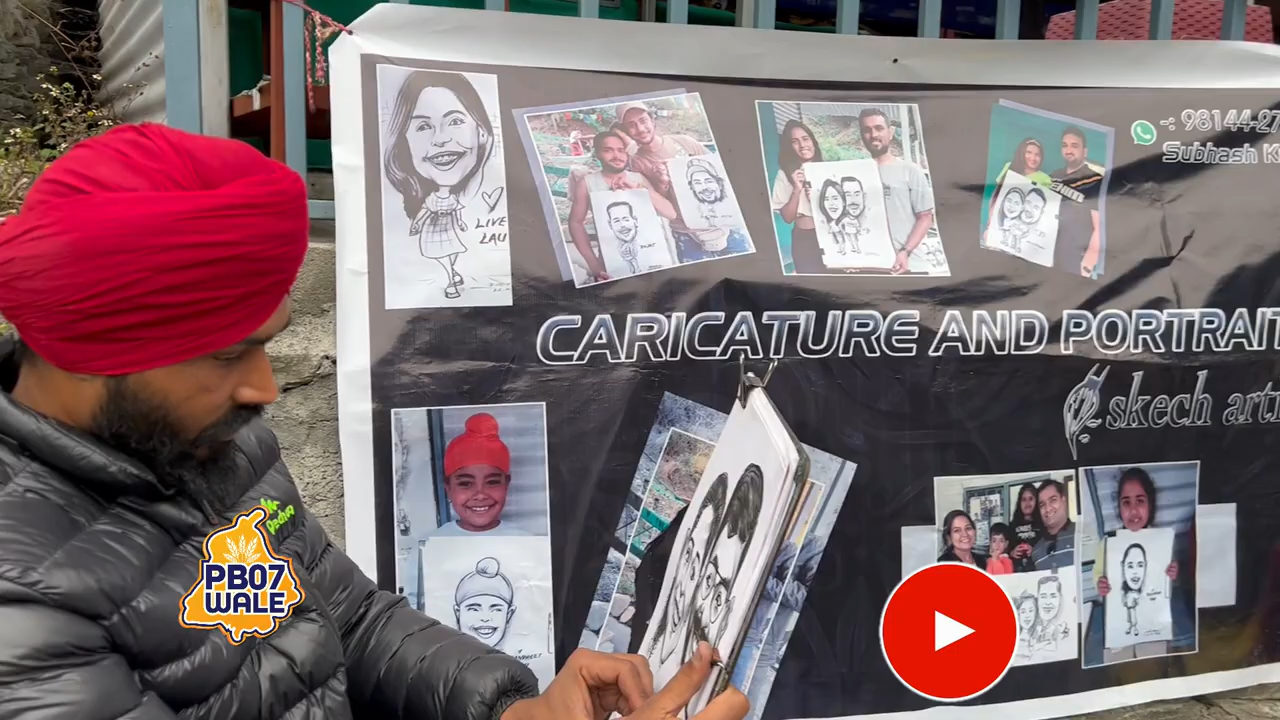 -: 98144-27
Subhash K
LIVE
LAU
CARICATURE AND PORTRAIT
skech arti
PB07
WALE